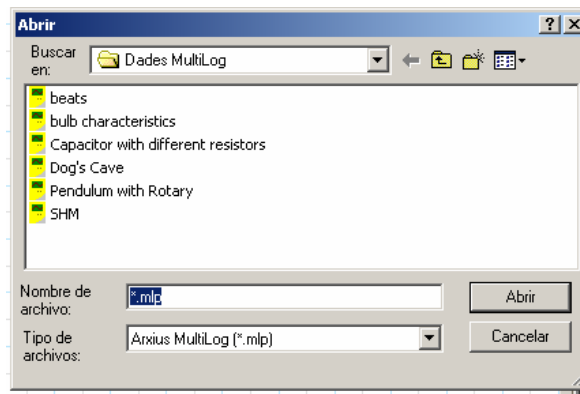 Abrir
Buscar en:
Dades MultiLog
beats
bulb characteristics
Capacitor with different resistors
Dog's Cave
Pendulum with Rotary
SHM
Nombre de archivo:
*.mlp
Abrir
Tipo de archivos:
Arxius MultiLog (*.mlp)
Cancelar